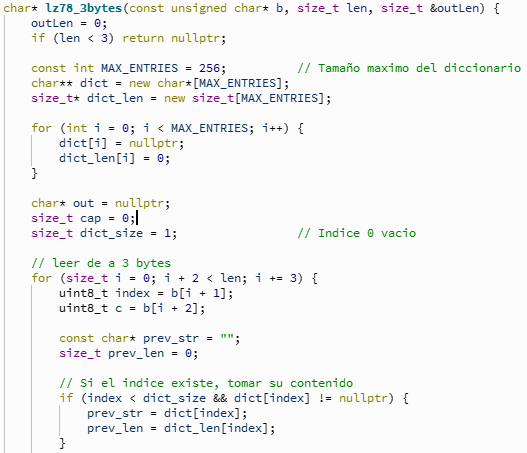 char* lz78_3bytes(const unsigned char* b, size_t len, size_t &outLen) {
    outLen = 0;
    if (len < 3) return nullptr;

    const int MAX_ENTRIES = 256;          // Tamaño maximo del diccionario
    char** dict = new char*[MAX_ENTRIES];
    size_t* dict_len = new size_t[MAX_ENTRIES];

    for (int i = 0; i < MAX_ENTRIES; i++) {
        dict[i] = nullptr;
        dict_len[i] = 0;
    }

    char* out = nullptr;
    size_t cap = 0;
    size_t dict_size = 1;                 // Indice 0 vacio

    // leer de a 3 bytes
    for (size_t i = 0; i + 2 < len; i += 3) {
        uint8_t index = b[i + 1];
        uint8_t c = b[i + 2];

        const char* prev_str = "";
        size_t prev_len = 0;

        // Si el indice existe, tomar su contenido
        if (index < dict_size && dict[index] != nullptr) {
            prev_str = dict[index];
            prev_len = dict_len[index];
        }